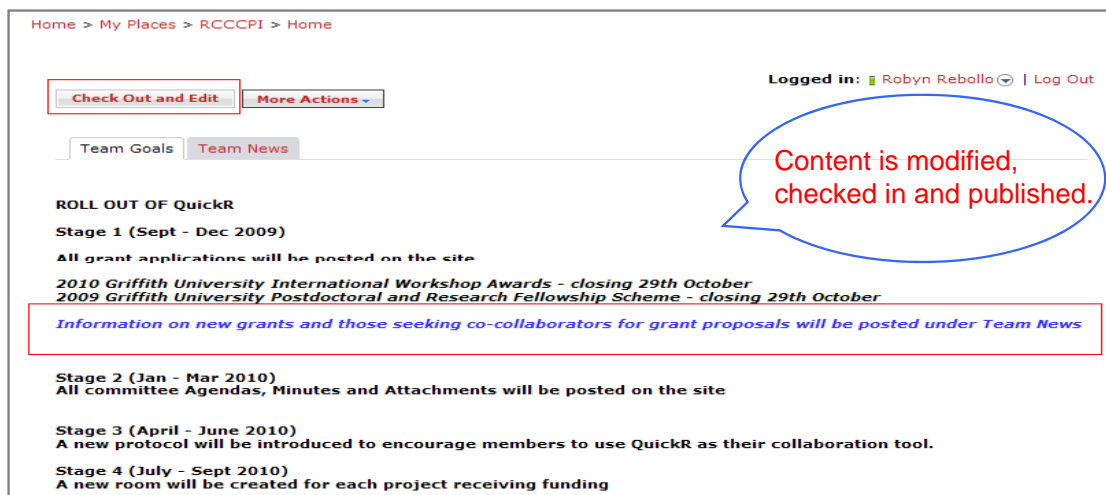 Home > My Places > RCCCPI > Home
Logged in: Robyn Rebollo | Log Out
Check Out and Edit More Actions
Team Goals Team News
Content is modified,
checked in and published.
ROLL OUT OF QuickR
Stage 1 (Sept - Dec 2009)
All grant applications will be posted on the site
2010 Griffith University International Workshop Awards - closing 29th October
2009 Griffith University Postdoctoral and Research Fellowship Scheme - closing 29th October
Information on new grants and those seeking co-collaborators for grant proposals will be posted under Team News
Stage 2 (Jan - Mar 2010)
All committee Agendas, Minutes and Attachments will be posted on the site
Stage 3 (April - June 2010)
A new protocol will be introduced to encourage members to use QuickR as their collaboration tool.
Stage 4 (July - Sept 2010)
A new room will be created for each project receiving funding